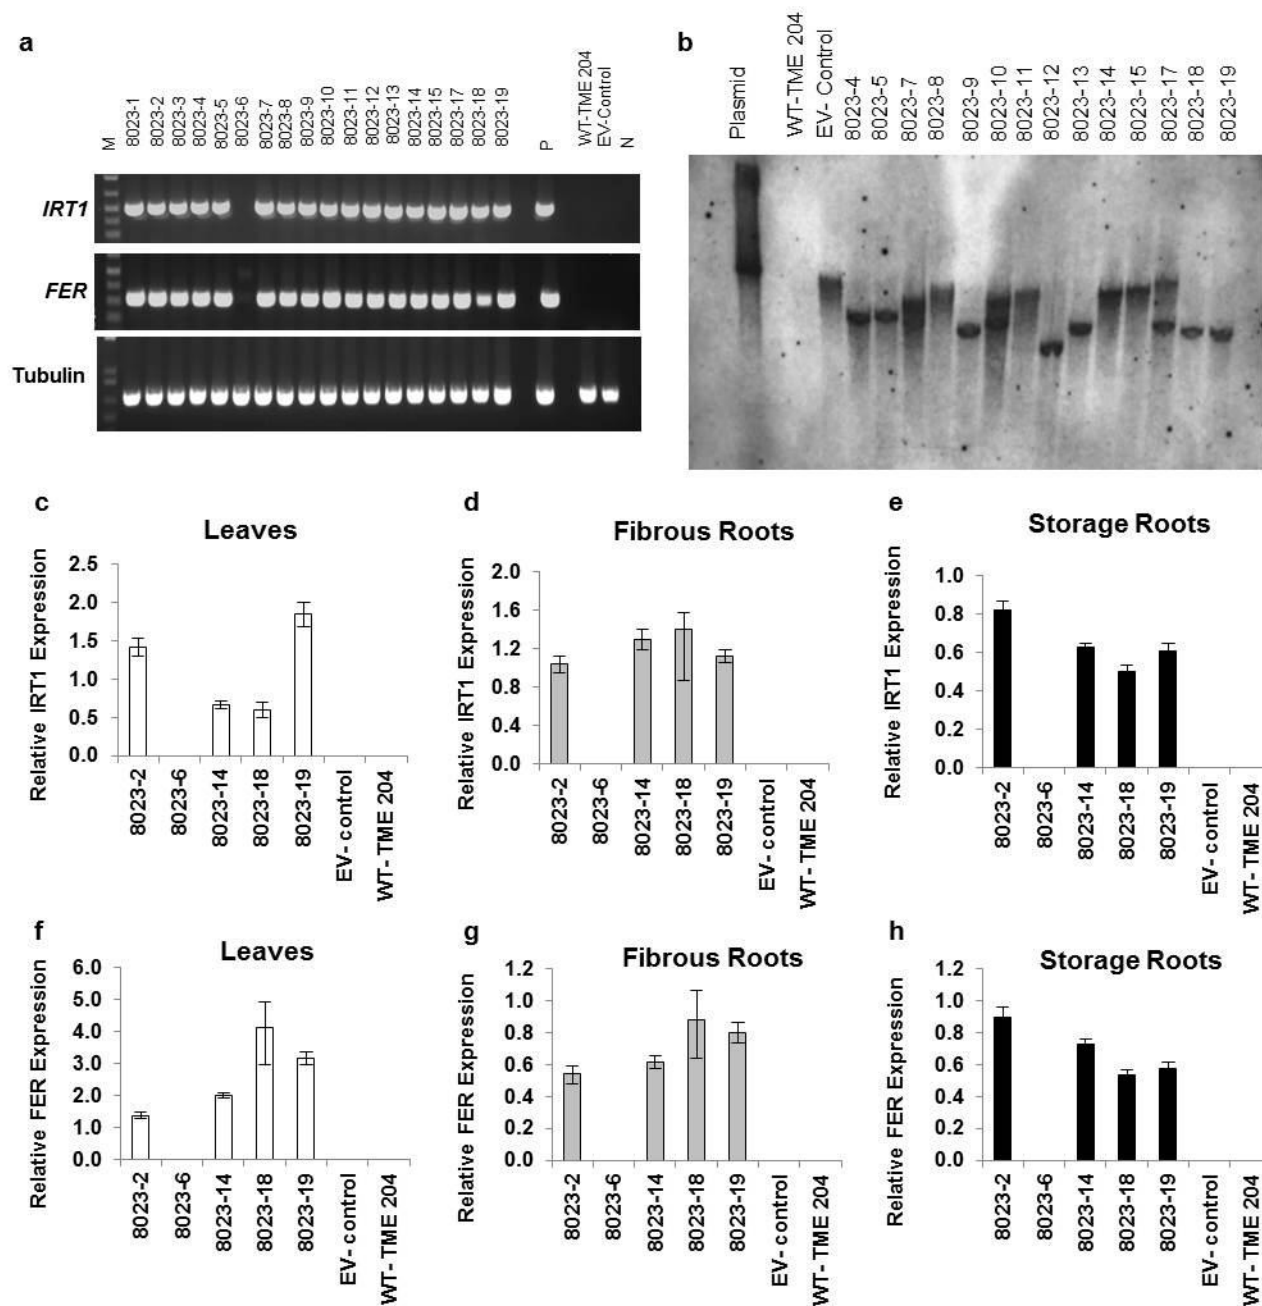 a
M
8023-1
8023-2
8023-3
8023-4
8023-5
8023-6
8023-7
8023-8
8023-9
8023-10
8023-11
8023-12
8023-13
8023-14
8023-15
8023-17
8023-18
8023-19
P
WT-TME 204
EV-Control
N
IRT1
FER
Tubulin
b
Plasmid
WT-TME 204
EV- Control
8023-4
8023-5
8023-7
8023-8
8023-9
8023-10
8023-11
8023-12
8023-13
8023-14
8023-15
8023-17
8023-18
8023-19
c
Leaves
Relative IRT1 Expression
2.5
2.0
1.5
1.0
0.5
0.0
8023-2
8023-6
8023-14
8023-18
8023-19
EV- control
WT- TME 204
d
Fibrous Roots
Relative IRT1 Expression
2.0
1.6
1.2
0.8
0.4
0.0
8023-2
8023-6
8023-14
8023-18
8023-19
EV- control
WT- TME 204
e
Storage Roots
Relative IRT1 Expression
1.0
0.8
0.6
0.4
0.2
0.0
8023-2
8023-6
8023-14
8023-18
8023-19
EV- control
WT- TME 204
f
Leaves
Relative FER Expression
6.0
5.0
4.0
3.0
2.0
1.0
0.0
8023-2
8023-6
8023-14
8023-18
8023-19
EV- control
WT- TME 204
g
Fibrous Roots
Relative FER Expression
1.2
1.0
0.8
0.6
0.4
0.2
0.0
8023-2
8023-6
8023-14
8023-18
8023-19
EV- control
WT- TME 204
h
Storage Roots
Relative FER Expression
1.2
1.0
0.8
0.6
0.4
0.2
0.0
8023-2
8023-6
8023-14
8023-18
8023-19
EV- control
WT- TME 204